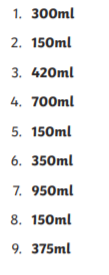 1. 300ml
2. 150ml
3. 420ml
4. 700ml
5. 150ml
6. 350ml
7. 950ml
8. 150ml
9. 375ml